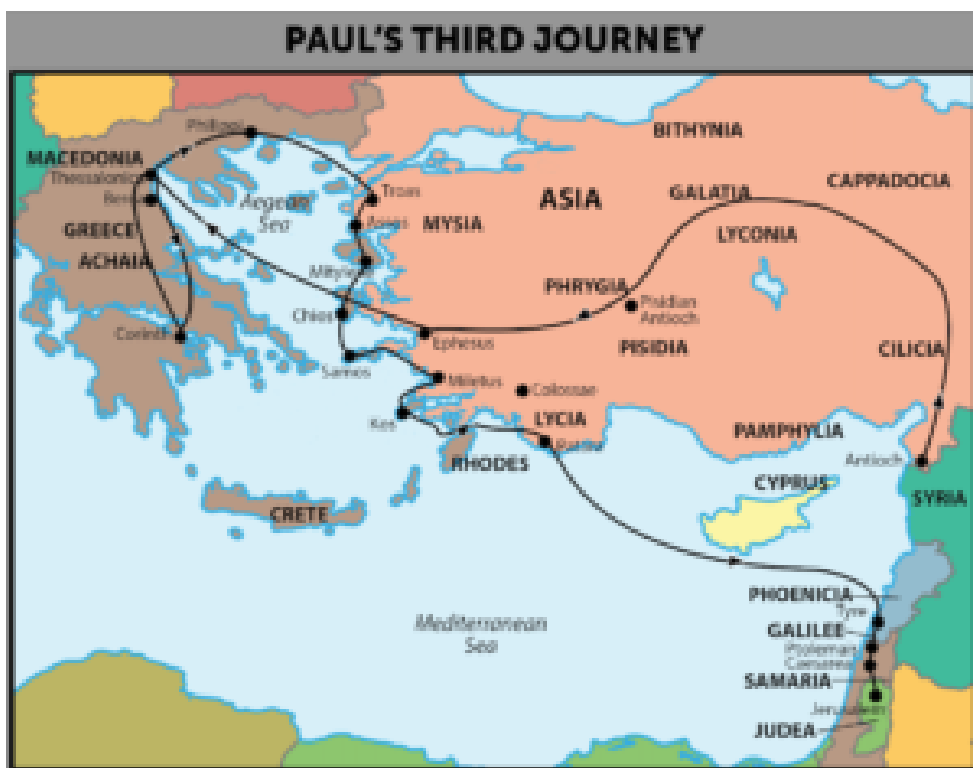 PAUL'S THIRD JOURNEY
BITHYNIA
Philippi
MACEDONIA
Thessalonica
CAPPADOCIA
GALATIA
Troas
ASIA
Aegean
Sea
MYSIA
GREECE
LYCONIA
ACHAIA
PHRYGIA
Pisidian
Antioch
Chios
Corinth
Ephesus
PISIDIA
CILICIA
Samos
Miletus
Colossae
Kos
LYCIA
PAMPHYLIA
Antioch
RHODES
CYPRUS
SYRIA
CRETE
PHOENICIA
Tyre
Mediterranean
Sea
GALILEE
Caesarea
SAMARIA
Jerusalem
JUDEA